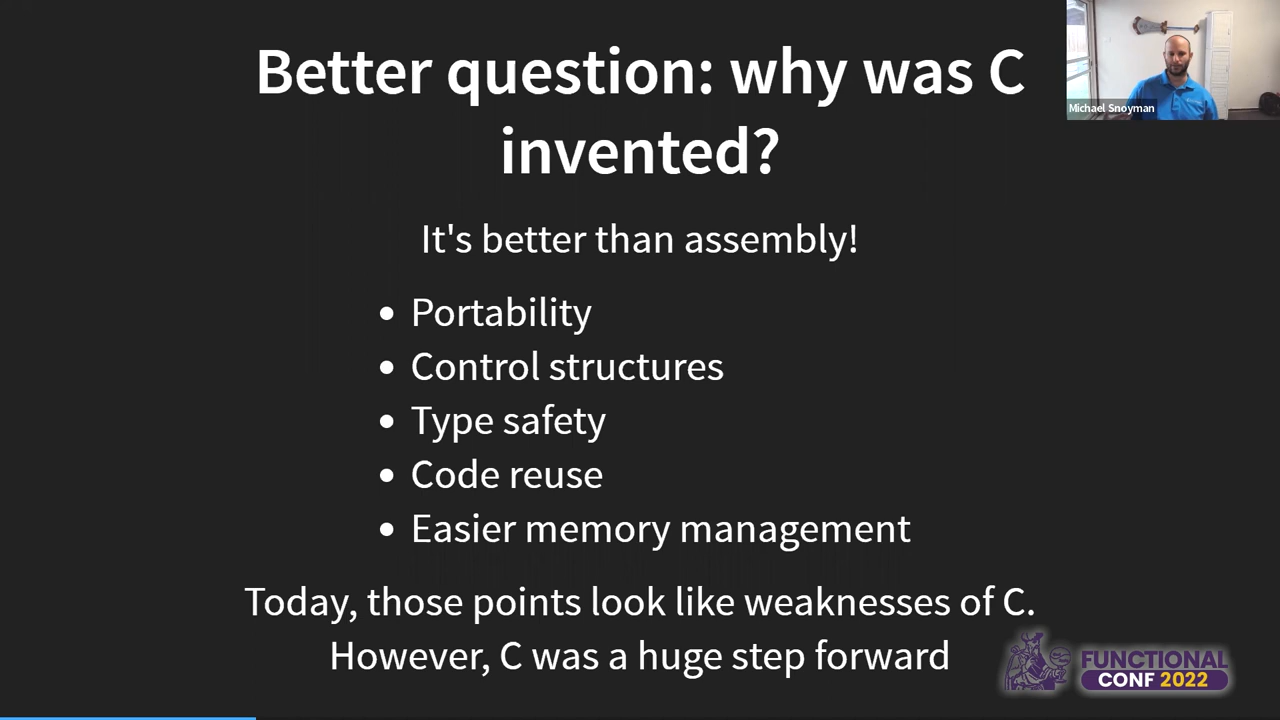 Better question: why was C
invented?
Michael Snoyman
It's better than assembly!
• Portability
• Control structures
• Type safety
• Code reuse
• Easier memory management
Today, those points look like weaknesses of C.
However, C was a huge step forward
FUNCTIONAL
CONF 2022